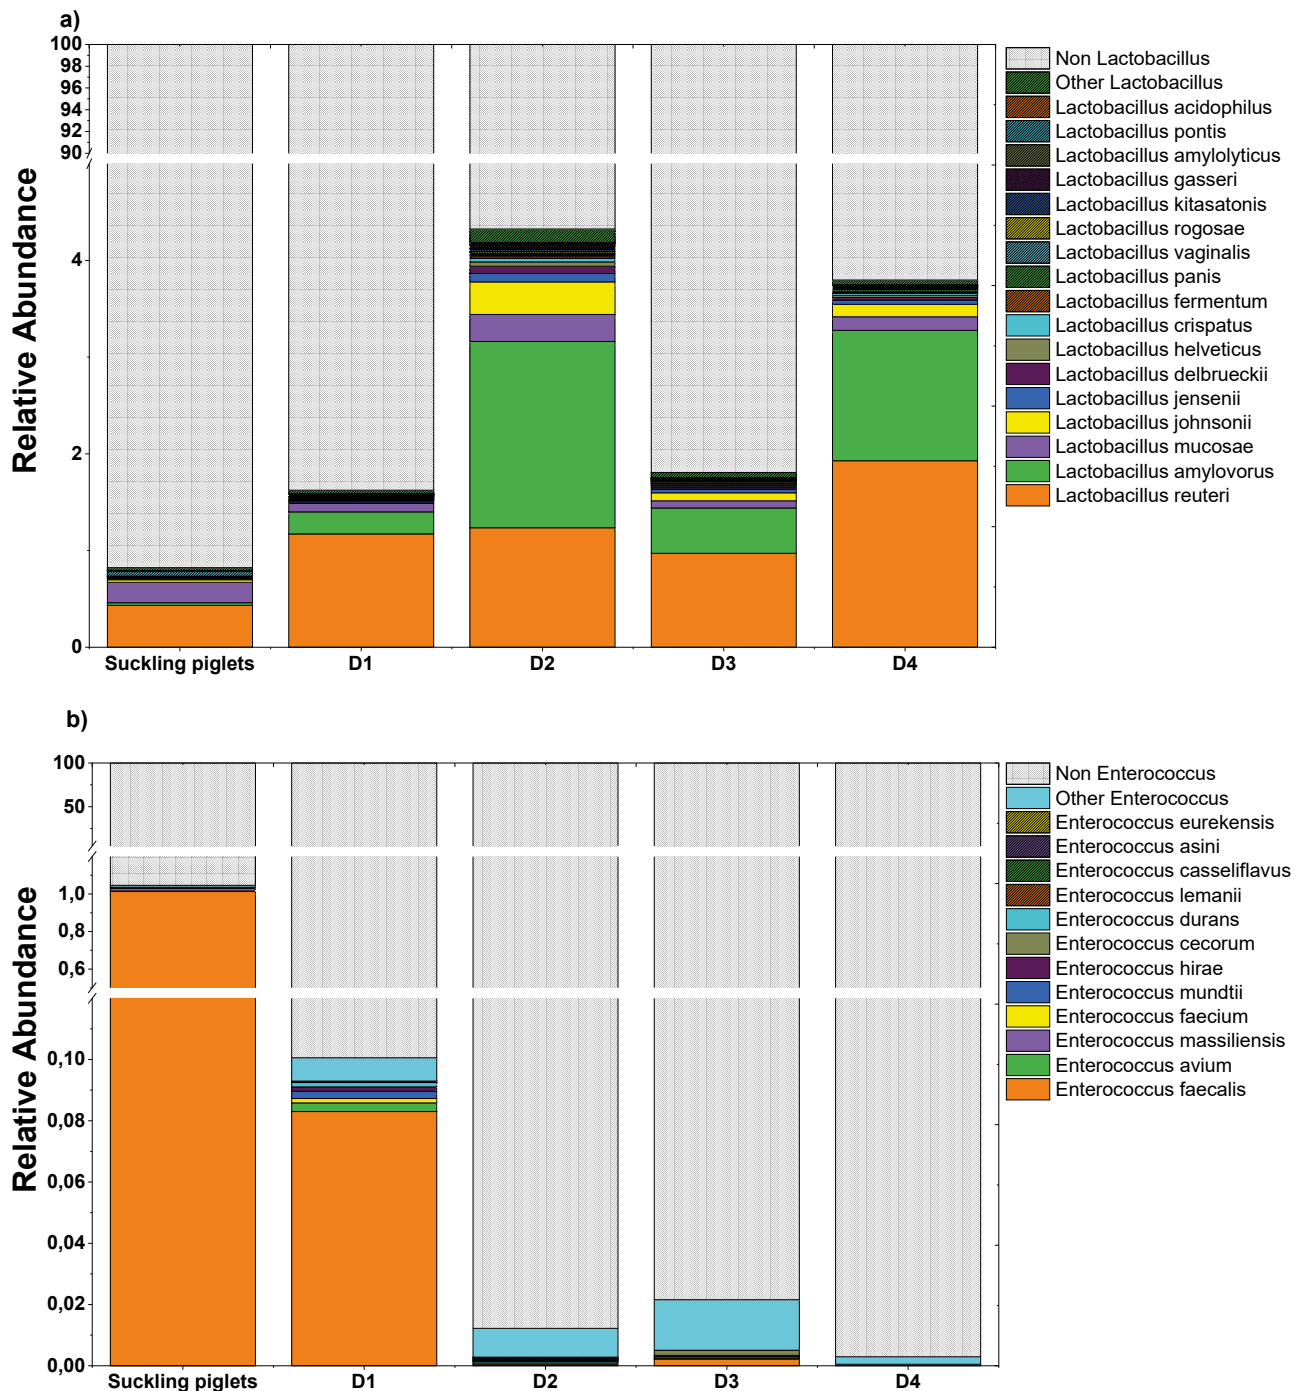 a)
Relative Abundance
100
98
96
94
92
90
4
2
0
Suckling piglets D1 D2 D3 D4
Non Lactobacillus
Other Lactobacillus
Lactobacillus acidophilus
Lactobacillus pontis
Lactobacillus amylolyticus
Lactobacillus gasseri
Lactobacillus kitasatonis
Lactobacillus rogosae
Lactobacillus vaginalis
Lactobacillus panis
Lactobacillus fermentum
Lactobacillus crispatus
Lactobacillus helveticus
Lactobacillus delbrueckii
Lactobacillus jensenii
Lactobacillus johnsonii
Lactobacillus mucosae
Lactobacillus amylovorus
Lactobacillus reuteri
b)
Relative Abundance
100
50
1,0
0,8
0,6
0,10
0,08
0,06
0,04
0,02
0,00
Suckling piglets D1 D2 D3 D4
Non Enterococcus
Other Enterococcus
Enterococcus eurekensis
Enterococcus asini
Enterococcus casseliflavus
Enterococcus lemanii
Enterococcus durans
Enterococcus cecorum
Enterococcus hirae
Enterococcus mundtii
Enterococcus faecium
Enterococcus massiliensis
Enterococcus avium
Enterococcus faecalis